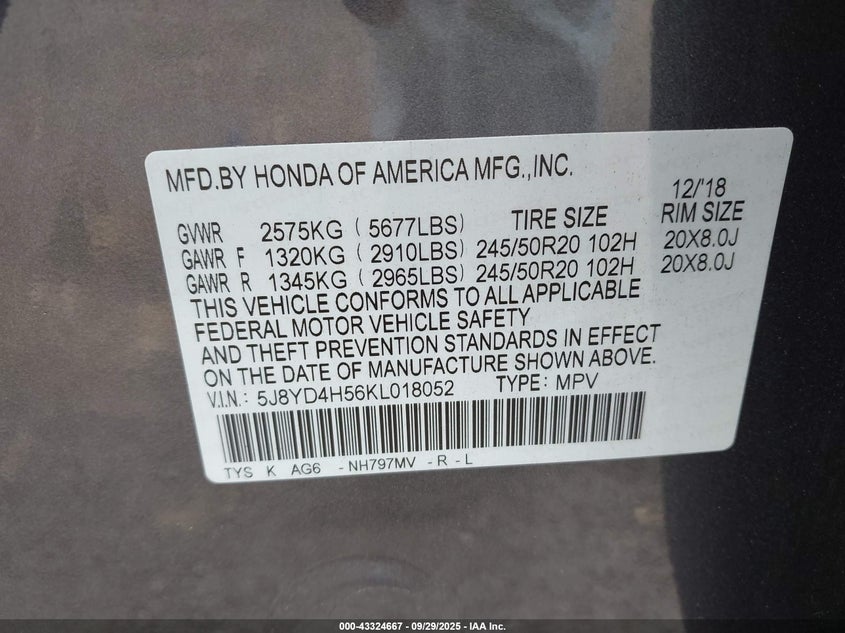 MFD.BY HONDA OF AMERICA MFG.,INC.
12/'18
TIRE SIZE RIM SIZE
GVWR 2575KG ( 5677LBS)
GAWR F 1320KG ( 2910LBS) 245/50R20 102H 20X8.0J
GAWR R 1345KG ( 2965LBS) 245/50R20 102H 20X8.0J
THIS VEHICLE CONFORMS TO ALL APPLICABLE
FEDERAL MOTOR VEHICLE SAFETY
AND THEFT PREVENTION STANDARDS IN EFFECT
ON THE DATE OF MANUFACTURE SHOWN ABOVE.
V.I.N.: 5J8YD4H56KL018052 TYPE: MPV
TYS K AG6 -NH797MV -R -L
000-43324667 - 09/29/2025 - IAA Inc.